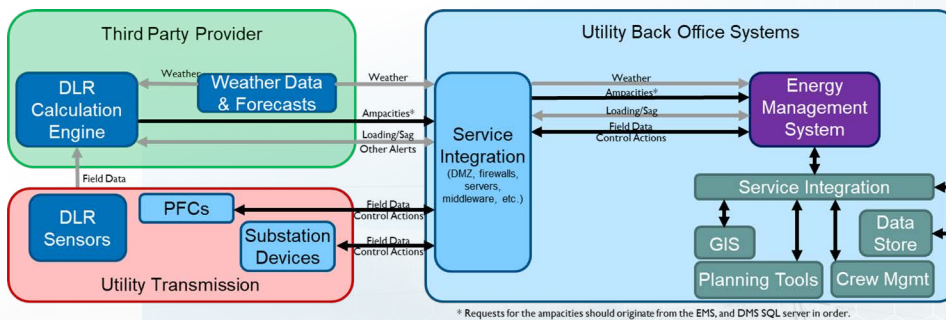 Third Party Provider
DLR
Calculation
Engine
Weather
Weather Data
& Forecasts
Weather
Ampacities*
Loading/Sag
Other Alerts
Field Data
DLR
Sensors
PFCs
Substation
Devices
Field Data
Control Actions
Field Data
Control Actions
Utility Transmission
Utility Back Office Systems
Service
Integration
(DMZ, firewalls,
servers,
middleware, etc.)
Weather
Ampacities*
Loading/Sag
Field Data
Control Actions
Energy
Management
System
Service Integration
GIS
Data
Store
Planning Tools
Crew Mgmt
* Requests for the ampacities should originate from the EMS, and DMS SQL server in order.